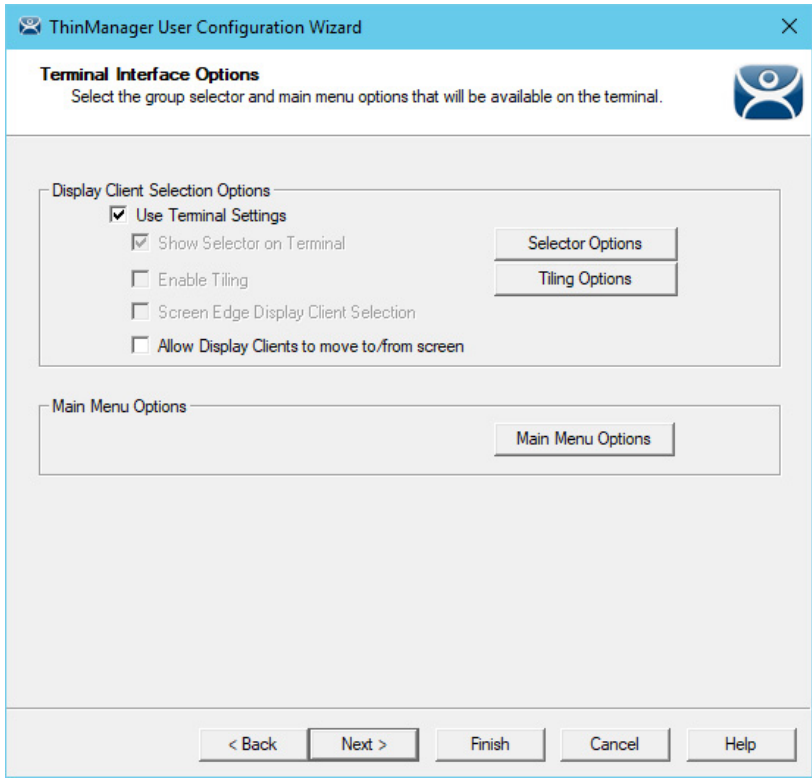 ThinManager User Configuration Wizard
Terminal Interface Options
Select the group selector and main menu options that will be available on the terminal.
Display Client Selection Options
Use Terminal Settings
Show Selector on Terminal
Selector Options
Enable Tiling
Tiling Options
Screen Edge Display Client Selection
Allow Display Clients to move to/from screen
Main Menu Options
Main Menu Options
< Back
Next >
Finish
Cancel
Help